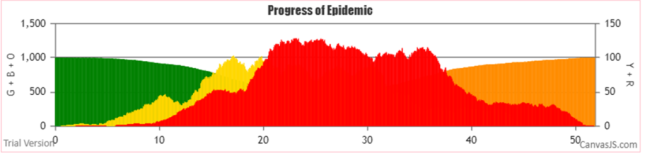 Progress of Epidemic
1,500 150
G + B + O 1,000 100 Y + R
500 50
0 0
0 10 20 30 40 50
Trial Version CanvasJS.com